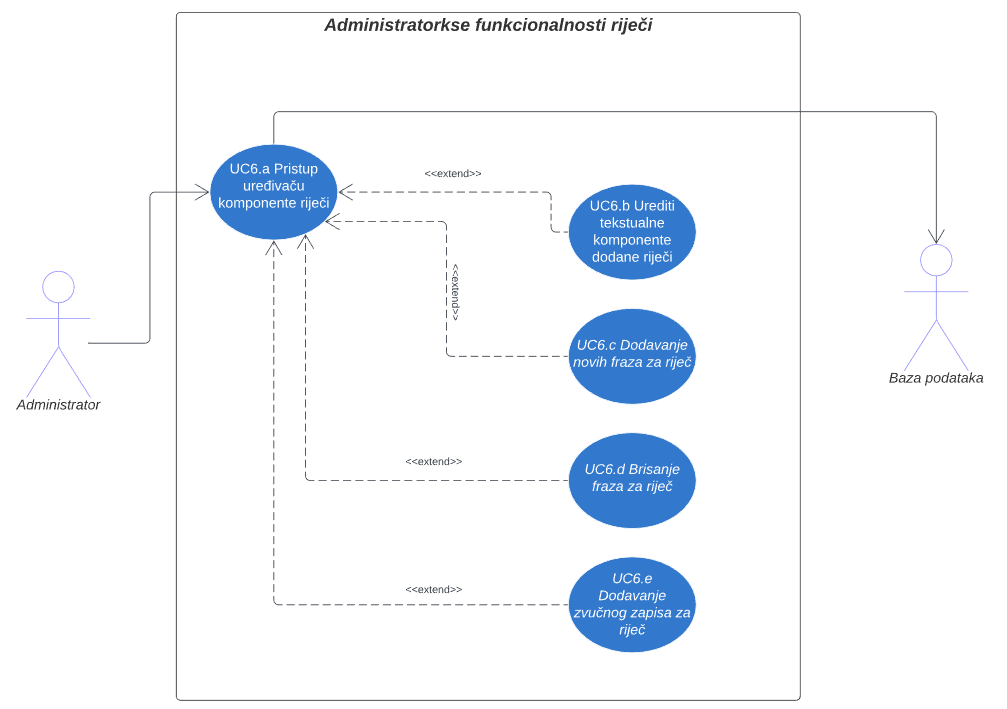 Administratorkse funkcionalnosti riječi
UC6.a Pristup
uređivaču
komponente riječi
<<extend>>
UC6.b Urediti
tekstualne
komponente
dodane riječi
<<extend>>
UC6.c Dodavanje
novih fraza za riječ
Administrator
Baza podataka
<<extend>>
UC6.d Brisanje
fraza za riječ
<<extend>>
UC6.e
Dodavanje
zvučnog zapisa za
riječ